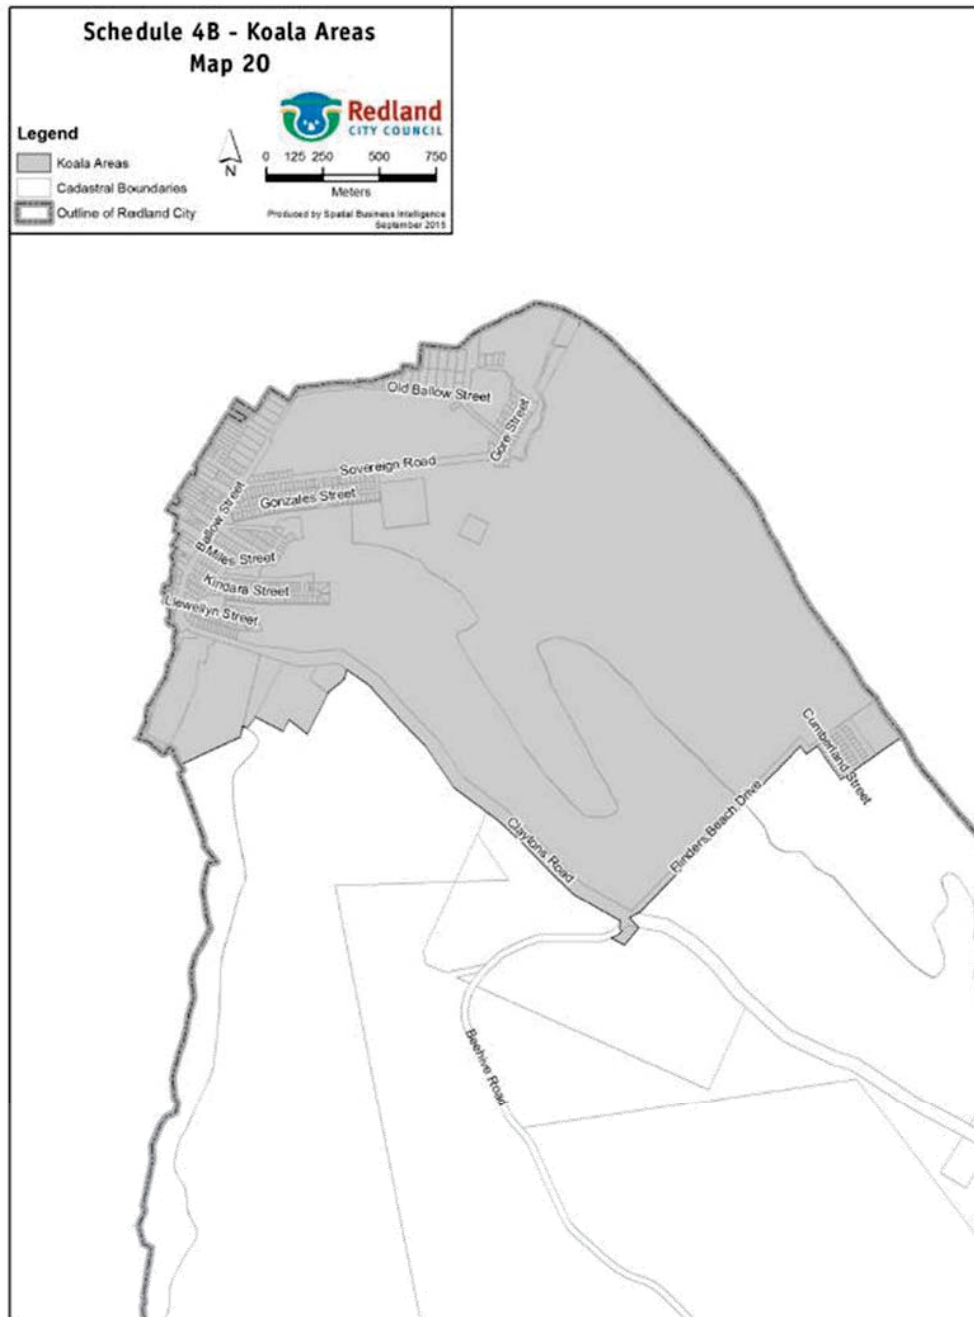 Schedule 4B - Koala Areas
Map 20
Redland
CITY COUNCIL
Legend
Koala Areas
Cadastral Boundaries
Outline of Redland City
N
0 125 250 500 750
Meters
Produced by Spatial Business Intelligence
September 2015
Old Ballow Street
Gore Street
Sovereign Road
Gonzales Street
Ballow Street
Miles Street
Kindara Street
Llewellyn Street
Cumberland Street
Flinders Beach Drive
Claytons Road
Beehive Road